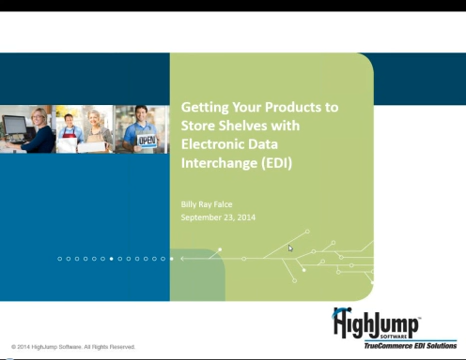 Getting Your Products to
Store Shelves with
Electronic Data
Interchange (EDI)
OPEN
Billy Ray Falce
September 23, 2014
HighJump
SOFTWARE
TrueCommerce EDI Solutions
© 2014 HighJump Software. All Rights Reserved.